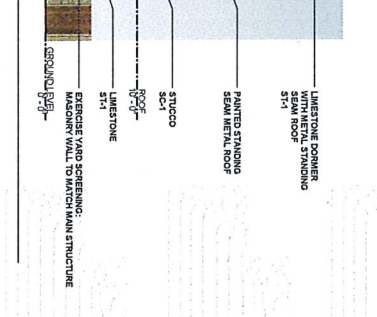 LIMESTONE DORMER
WITH METAL STANDING
SEAM ROOF
ST-1
PAINTED STANDING
SEAM METAL ROOF
STUCCO
SC-1
ROOF
LIMESTONE
ST-1
GROUND LEVEL
0'-0"
EXERCISE YARD SCREENING:
MASONRY WALL TO MATCH MAIN STRUCTURE